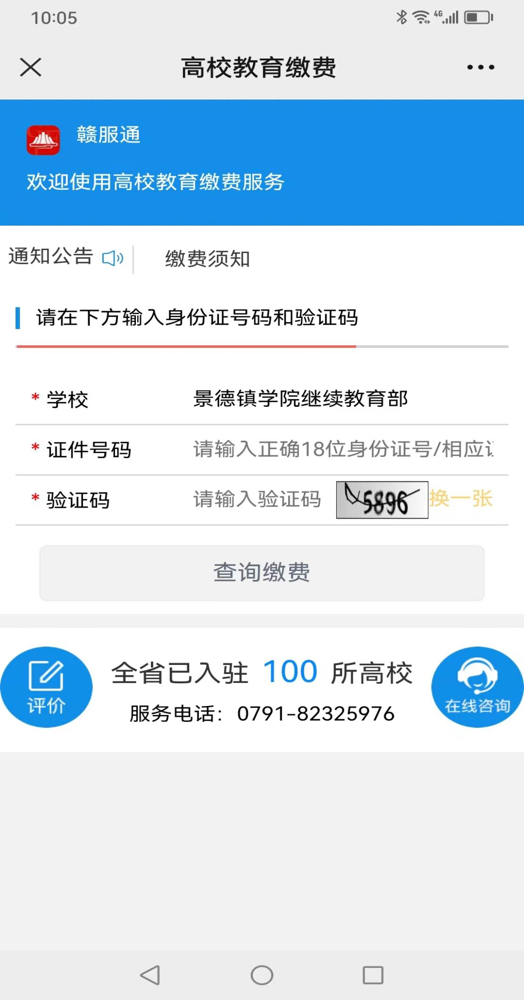 10:05
4G
高校教育缴费
赣服通
欢迎使用高校教育缴费服务
通知公告 缴费须知
请在下方输入身份证号码和验证码
* 学校 景德镇学院继续教育部
* 证件号码 请输入正确18位身份证号/相应
* 验证码 请输入验证码 5896 换一张
查询缴费
评价
全省已入驻 100 所高校
服务电话：0791-82325976
在线咨询